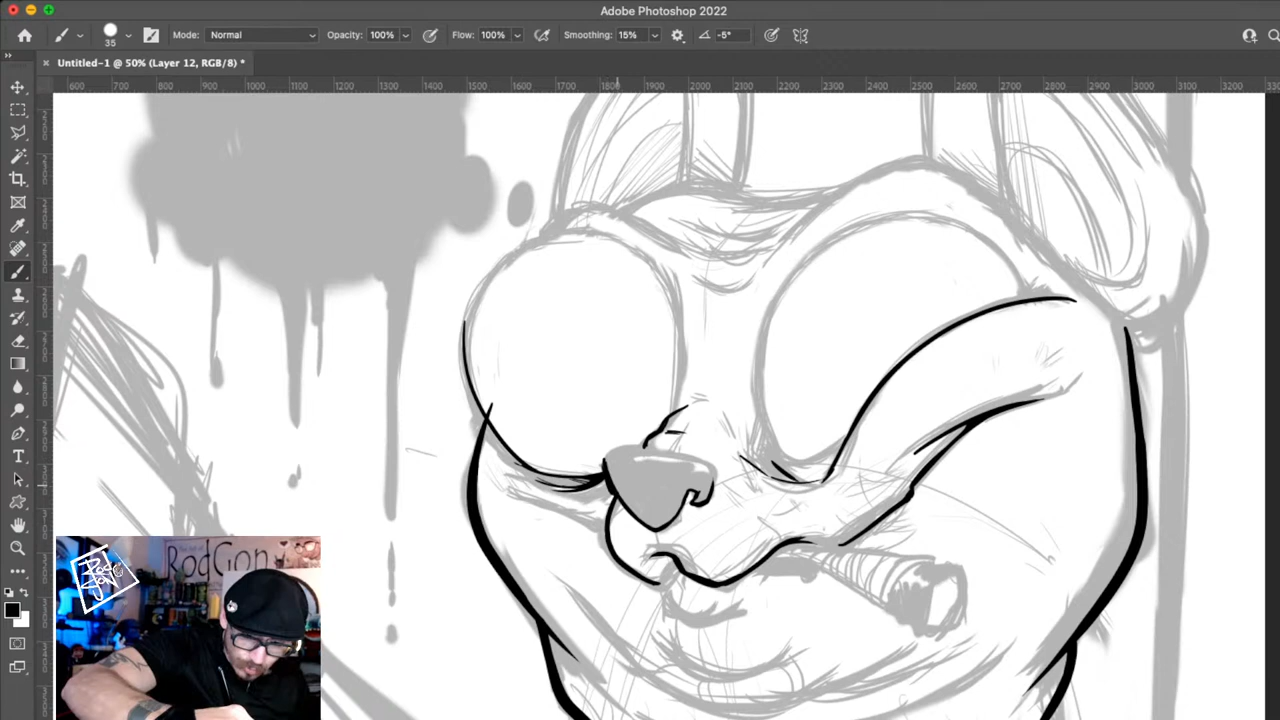 Adobe Photoshop 2022
35 Mode: Normal Opacity: 100% Flow: 100% Smoothing: 15% -5°
Untitled-1 @ 50% (Layer 12, RGB/8) *
600 700 800 900 1000 1100 1200 1300 1400 1500 1600 1700 1800 1900 2000 2100 2200 2300 2400 2500 2600 2700 2800 2900 3000 3100 3200
RodGon